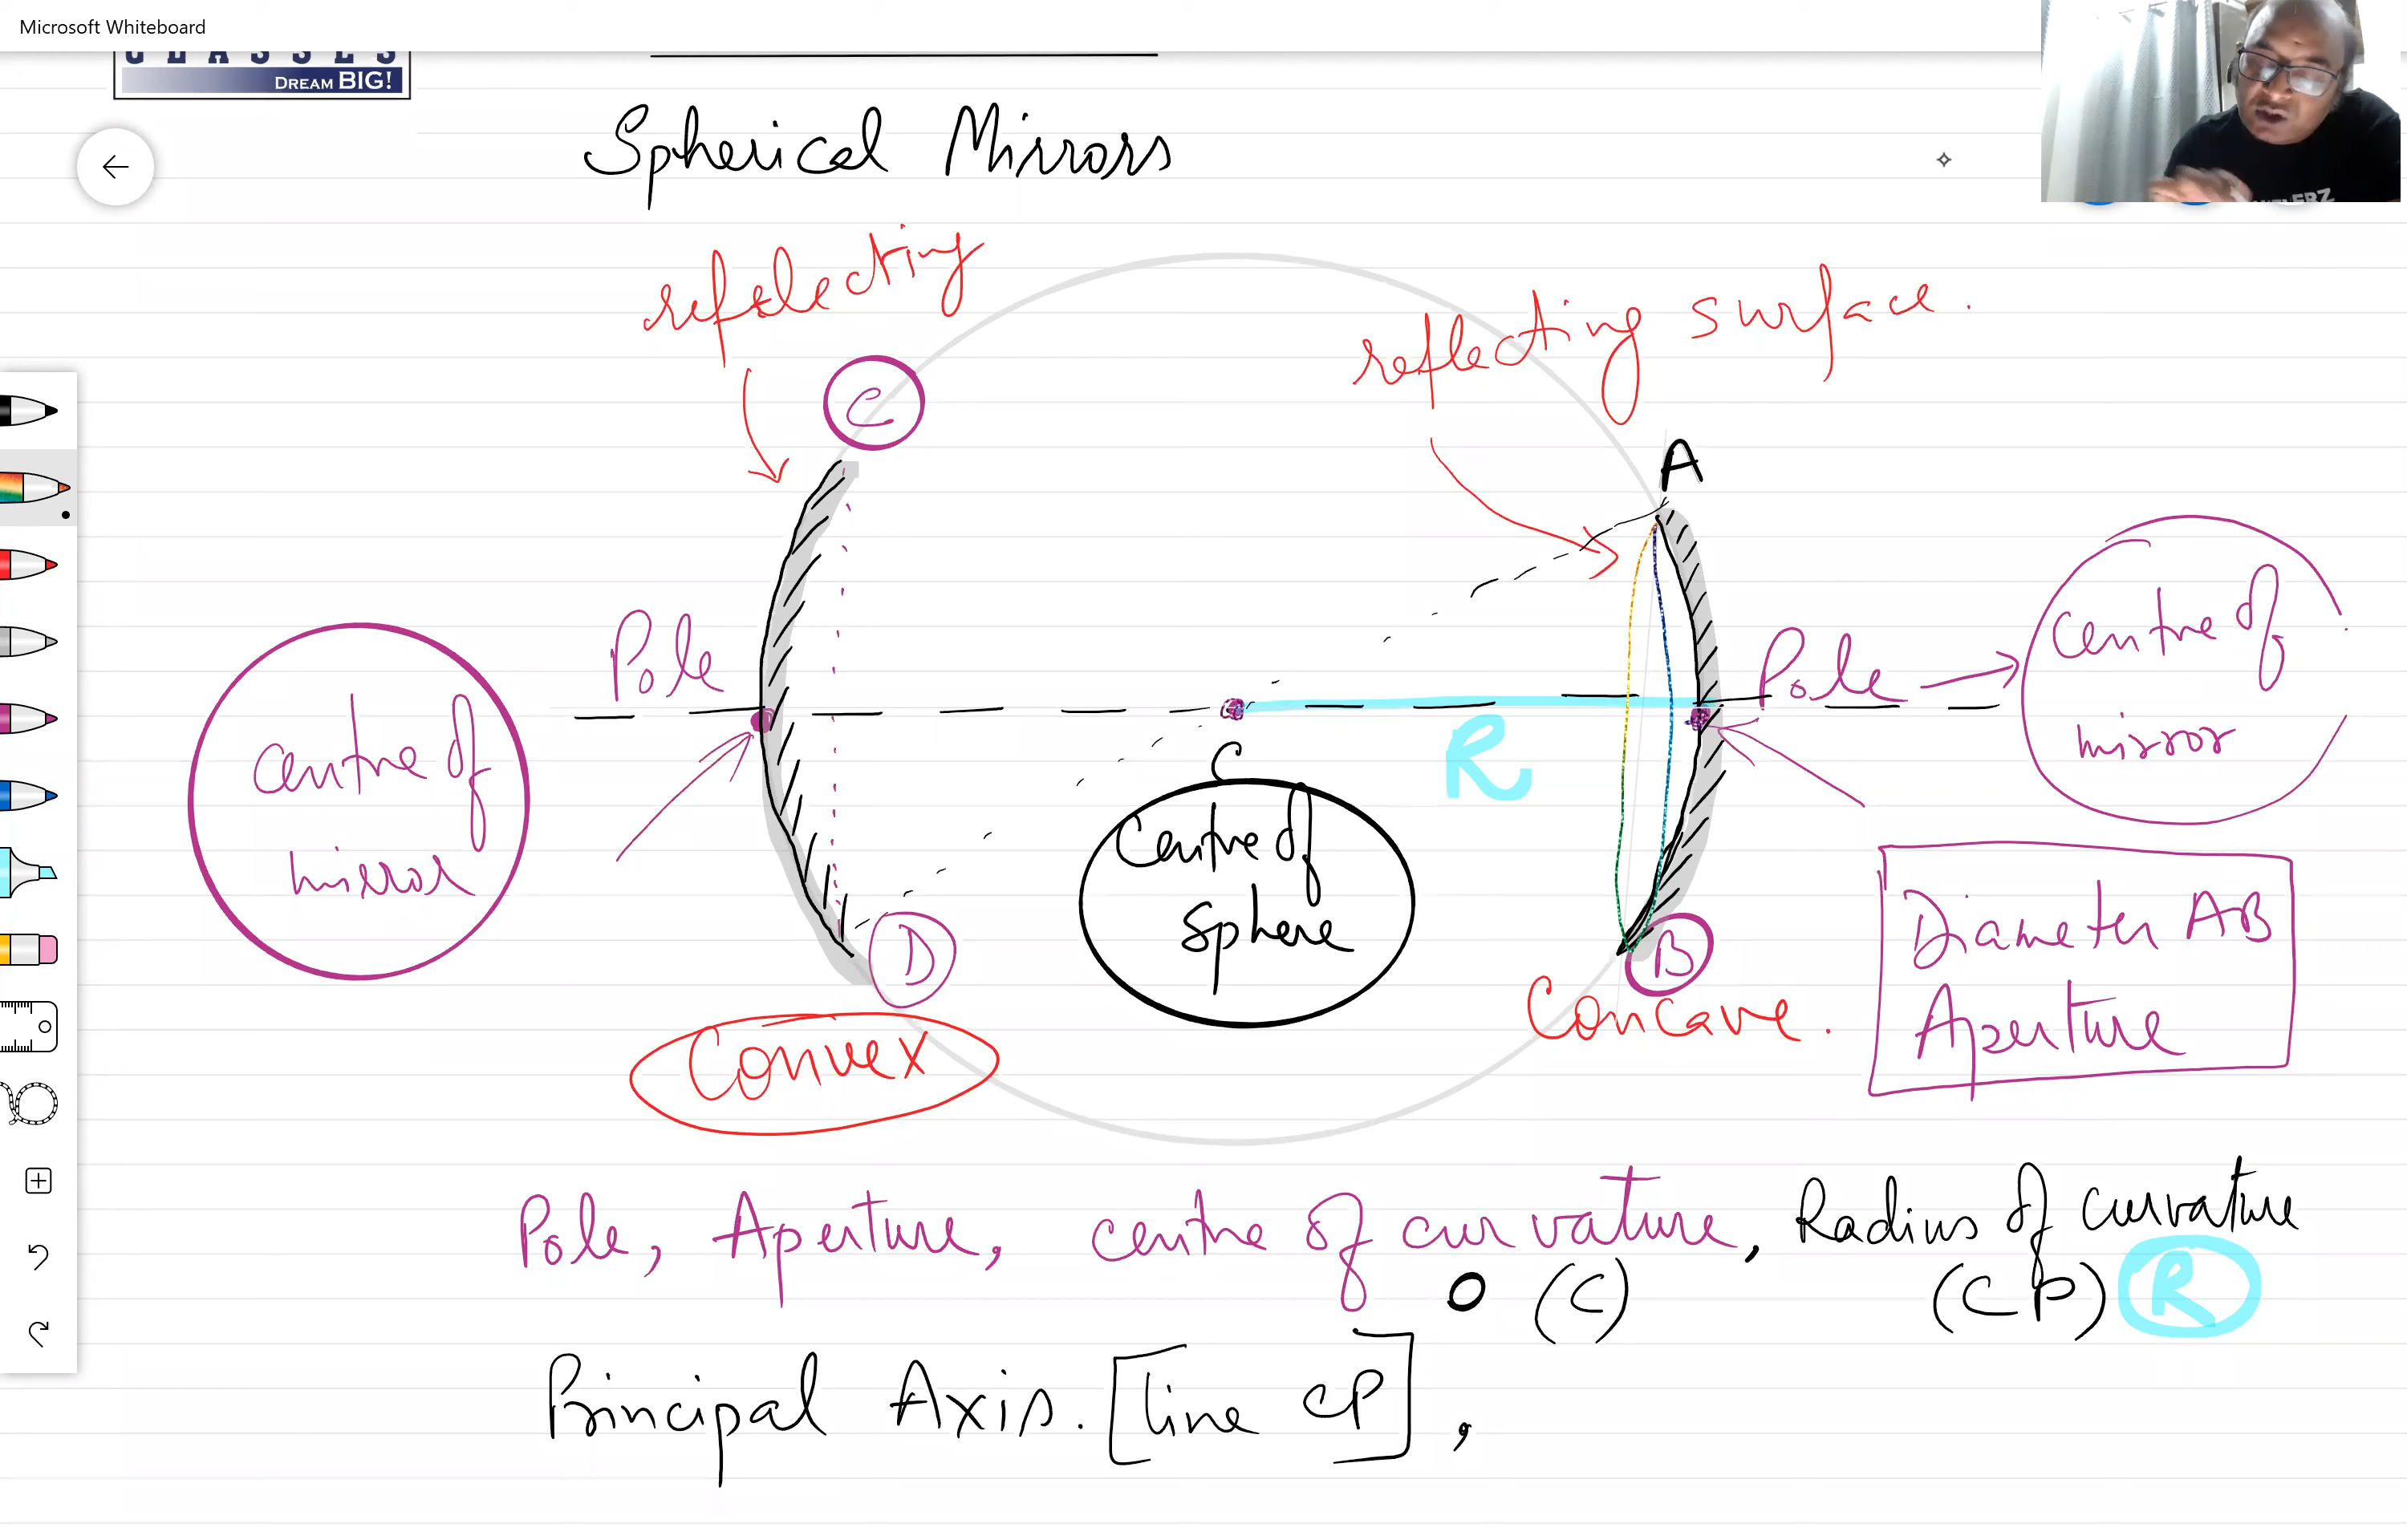 Microsoft Whiteboard
CLASSES
DREAM BIG!
Spherical Mirrors
reflecting
reflecting surface.
C
A
Pole
Pole
centre of
mirror
centre of
mirror
C
R
Centre of
Sphere
D
B
Convex
Concave.
Diameter AB
Aperture
Pole, Aperture, centre of curvature, Radius of curvature
O (C) (CP) R
Principal Axis. [line CP],